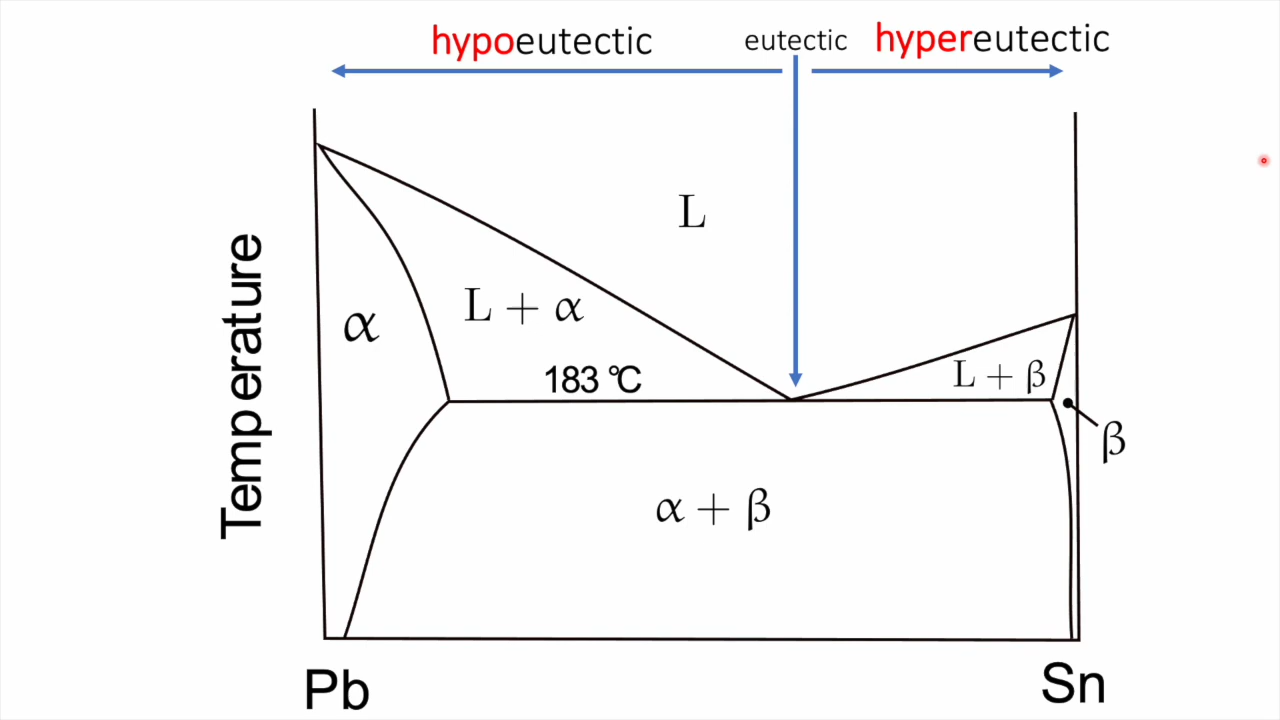 hypoeutectic
eutectic
hypereutectic
L
L + α
α
183 °C
L + β
β
α + β
Temperature
Pb
Sn